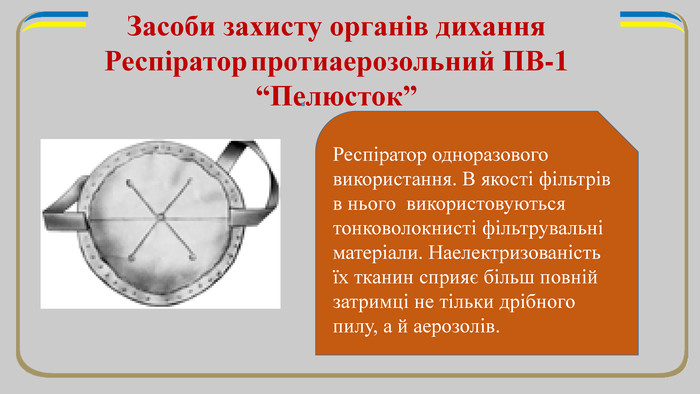 Засоби захисту органів дихання
Респіратор протиаерозольний ПВ-1
“Пелюсток”
Респіратор одноразового
використання. В якості фільтрів
в нього використовуються
тонковолокнисті фільтрувальні
матеріали. Наелектризованість
їх тканин сприяє більш повній
затримці не тільки дрібного
пилу, а й аерозолів.